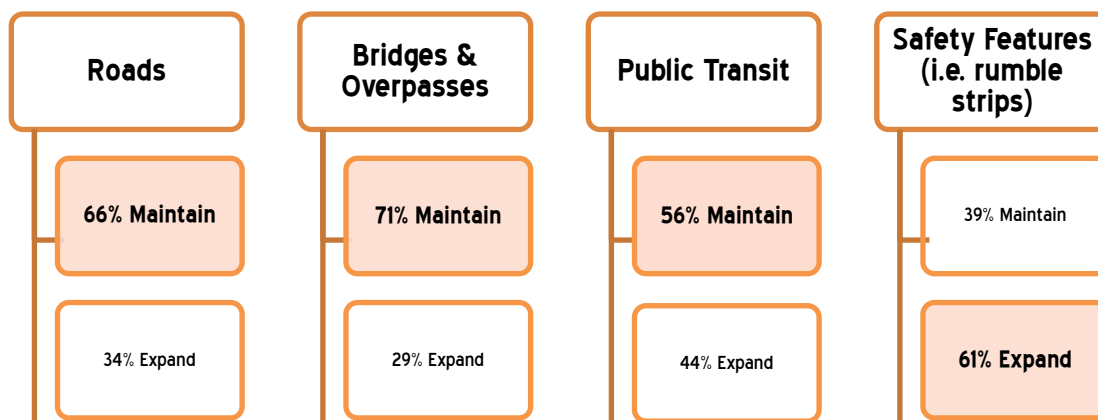 Roads
66% Maintain
34% Expand
Bridges &
Overpasses
71% Maintain
29% Expand
Public Transit
56% Maintain
44% Expand
Safety Features
(i.e. rumble
strips)
39% Maintain
61% Expand